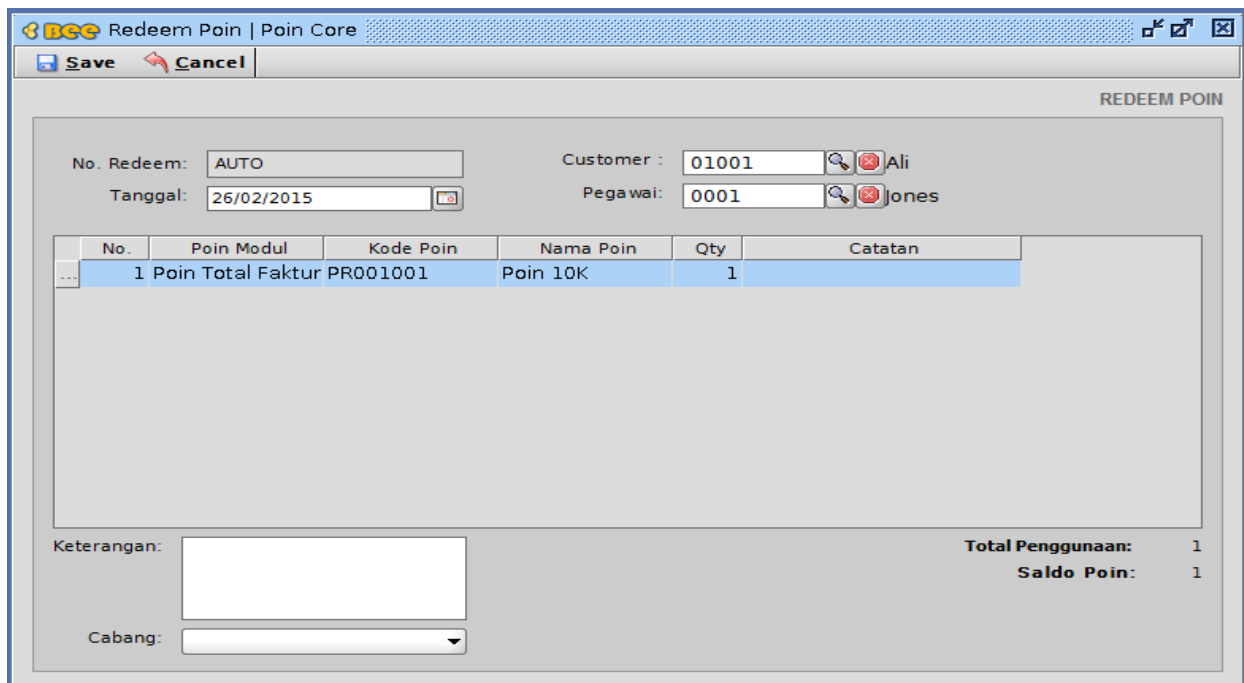 Bee Redeem Poin | Poin Core
Save Cancel
REDEEM POIN
No. Redeem: AUTO Customer : 01001 Ali
Tanggal: 26/02/2015 Pegawai: 0001 Jones
No. Poin Modul Kode Poin Nama Poin Qty Catatan
... 1 Poin Total Faktur PR001001 Poin 10K 1
Keterangan: Total Penggunaan: 1
Saldo Poin: 1
Cabang: